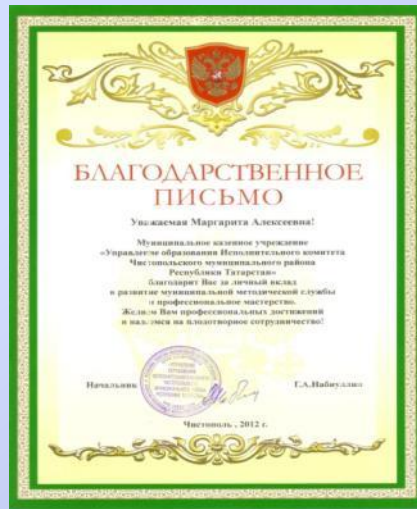 БЛАГОДАРСТВЕННОЕ
ПИСЬМО
Уважаемая Маргарита Алексеевна!
Муниципальное казенное учреждение
«Управление образования Исполнительного комитета
Чистопольского муниципального района
Республики Татарстан»
благодарит Вас за личный вклад
в развитие муниципальной методической службы
и профессиональное мастерство.
Желаем Вам профессиональных достижений
и надеемся на плодотворное сотрудничество!
Начальник Г.А.Набиуллин
Чистополь , 2012 г.